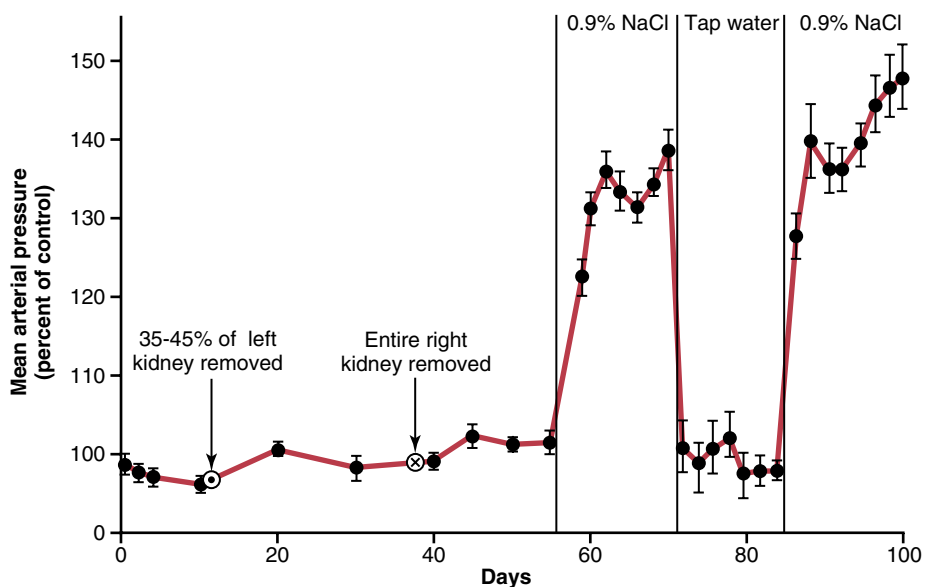 0.9% NaCl
Tap water
0.9% NaCl
150
140
130
120
110
100
0
Mean arterial pressure
(percent of control)
35-45% of left
kidney removed
Entire right
kidney removed
0
20
40
60
80
100
Days